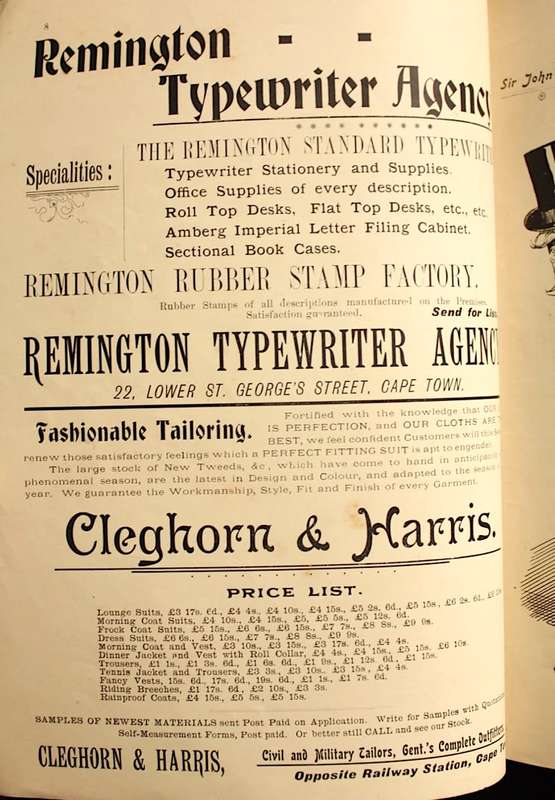 8
Remington
Typewriter Agency
THE REMINGTON STANDARD TYPEWRIT
Specialities:
Typewriter Stationery and Supplies.
Office Supplies of every description.
Roll Top Desks, Flat Top Desks, etc., etc.
Amberg Imperial Letter Filing Cabinet.
Sectional Book Cases.
REMINGTON RUBBER STAMP FACTORY.
Rubber Stamps of all descriptions manufactured on the Premises.
Satisfaction guaranteed. Send for Lis
REMINGTON TYPEWRITER AGENC
22, LOWER ST. GEORGE'S STREET, CAPE TOWN.
Fashionable Tailoring.
Fortified with the knowledge that OUR
IS PERFECTION, and OUR CLOTHS ARE
BEST, we feel confident Customers will this
renew those satisfactory feelings which a PERFECT FITTING SUIT is apt to engender.
The large stock of New Tweeds, &c., which have come to hand in anticipa
phenomenal season, are the latest in Design and Colour, and adapted to the season
year. We guarantee the Workmanship, Style, Fit and Finish of every Garment.
Cleghorn & Harris.
PRICE LIST.
Lounge Suits, £3 17s. 6d., £4 4s., £4 10s., £4 15s., £5 2s. 6d., £5 15s., £6 2s. 6d.,
Morning Coat Suits, £4 10s., £4 15s., £5, £5 5s., £5 12s. 6d.
Frock Coat Suits, £5 15s., £6 6s., £6 15s., £7 7s., £8 8s., £9 9s.
Dress Suits, £6 6s., £6 15s., £7 7s., £8 8s., £9 9s.
Morning Coat and Vest, £3 10s., £3 15s., £3 17s. 6d., £4 4s.
Dinner Jacket and Vest with Roll Collar, £4 4s., £4 15s., £5 15s., £6 10s.
Trousers, £1 1s., £1 3s. 6d., £1 6s. 6d., £1 9s., £1 12s. 6d., £1 15s.
Tennis Jacket and Trousers, £3 3s., £3 10s., £3 15s., £4 4s.
Fancy Vests, 15s. 6d., 17s. 6d., 19s. 6d., £1 1s., £1 7s. 6d.
Riding Breeches, £1 17s. 6d., £2 10s., £3 3s.
Rainproof Coats, £4 15s., £5 5s., £5 15s.
SAMPLES OF NEWEST MATERIALS sent Post Paid on Application. Write for Samples with Quotations
Self-Measurement Forms, Post paid. Or better still CALL and see our Stock.
CLEGHORN & HARRIS,
Civil and Military Tailors, Gent.'s Complete Outfitters,
Opposite Railway Station, Cape T
Sir John